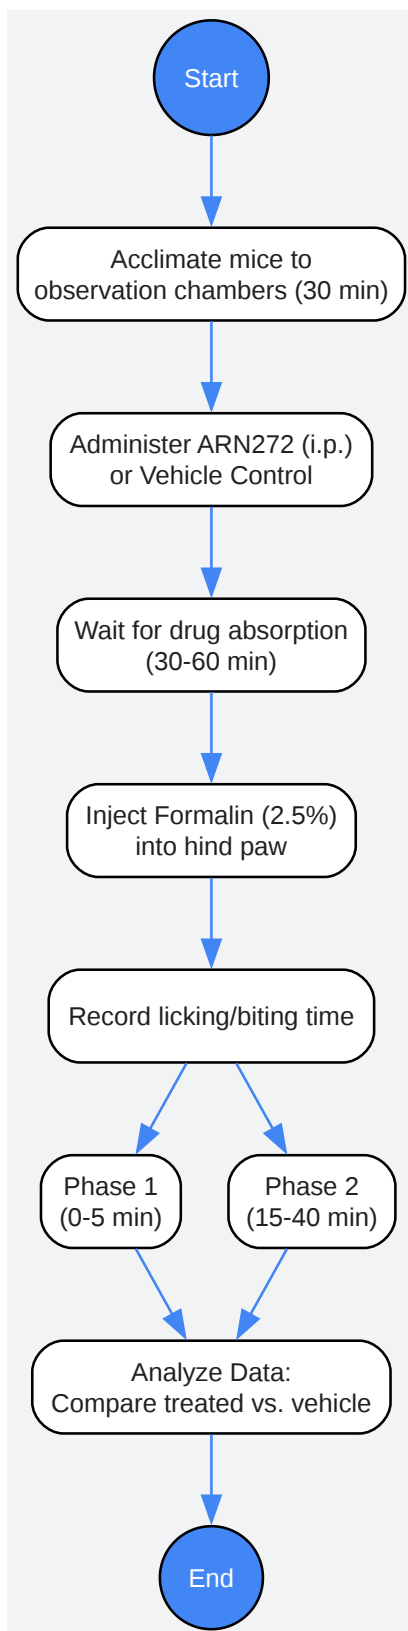 Start
Acclimate mice to
observation chambers (30 min)
Administer ARN272 (i.p.)
or Vehicle Control
Wait for drug absorption
(30-60 min)
Inject Formalin (2.5%)
into hind paw
Record licking/biting time
Phase 1
(0-5 min)
Phase 2
(15-40 min)
Analyze Data:
Compare treated vs. vehicle
End